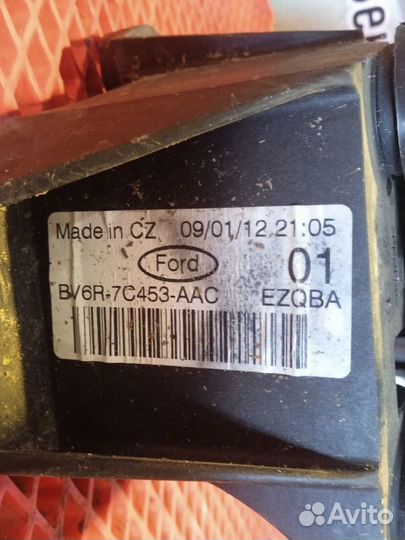 Made in CZ 09/01/12 21:05
Ford 01
BV6R-7C453-AAC EZQBA
Avito